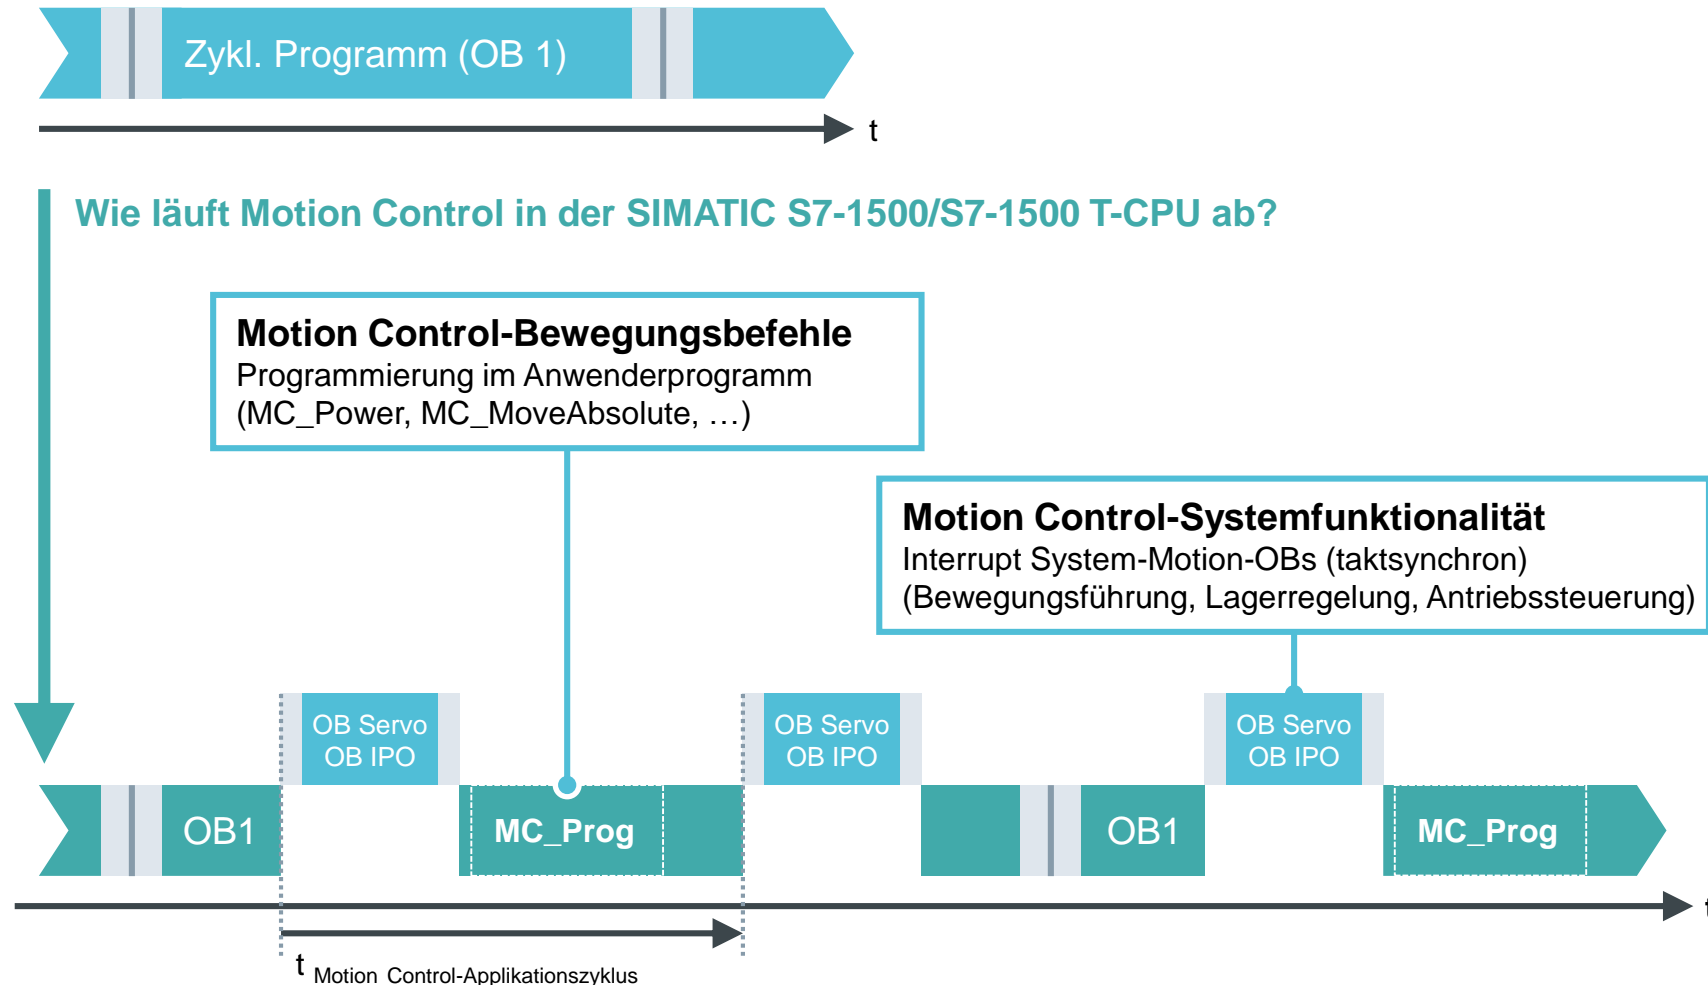 Zykl. Programm (OB 1)
t
Wie läuft Motion Control in der SIMATIC S7-1500/S7-1500 T-CPU ab?
Motion Control-Bewegungsbefehle
Programmierung im Anwenderprogramm
(MC_Power, MC_MoveAbsolute, …)
Motion Control-Systemfunktionalität
Interrupt System-Motion-OBs (taktsynchron)
(Bewegungsführung, Lagerregelung, Antriebssteuerung)
OB Servo
OB IPO
OB Servo
OB IPO
OB Servo
OB IPO
OB1
MC_Prog
OB1
MC_Prog
t
t Motion Control-Applikationszyklus